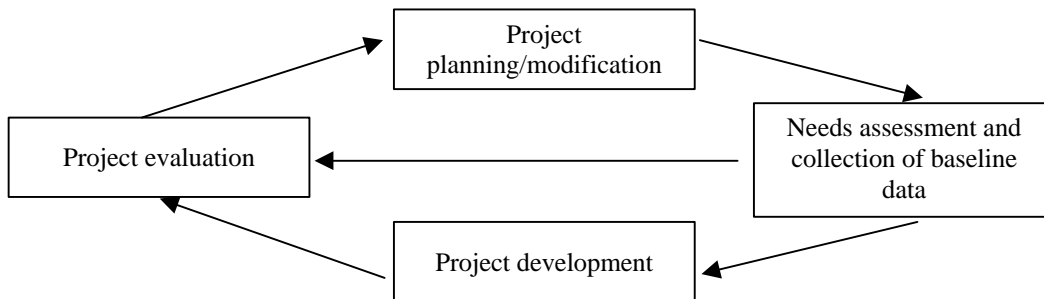 Project
planning/modification
Needs assessment and
collection of baseline
data
Project evaluation
Project development